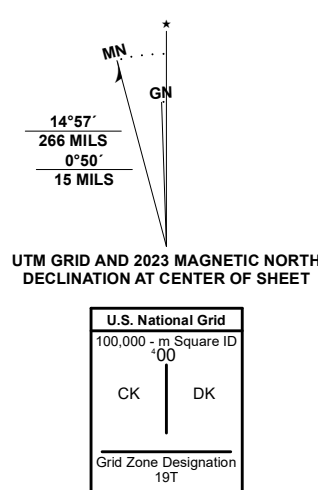 ★
MN
GN
14°57´
266 MILS
0°50´
15 MILS
UTM GRID AND 2023 MAGNETIC NORTH
DECLINATION AT CENTER OF SHEET
U.S. National Grid
100,000 - m Square ID
⁴00
CK DK
Grid Zone Designation
19T